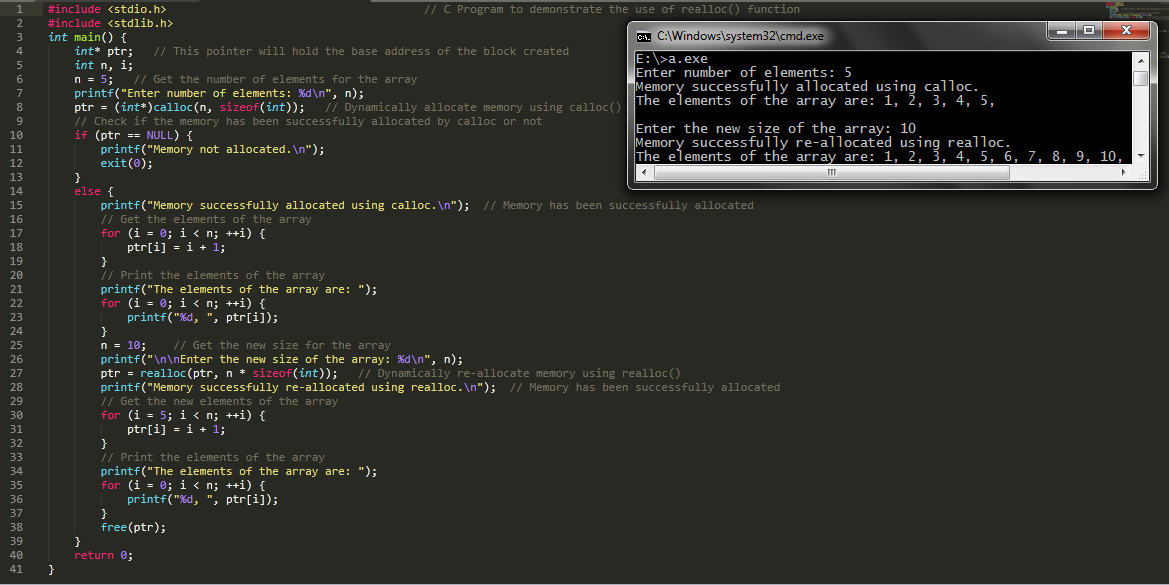 1 #include <stdio.h> // C Program to demonstrate the use of realloc() function
2 #include <stdlib.h>
3 int main() {
4 int* ptr; // This pointer will hold the base address of the block created
5 int n, i;
6 n = 5; // Get the number of elements for the array
7 printf("Enter number of elements: %d\n", n);
8 ptr = (int*)calloc(n, sizeof(int)); // Dynamically allocate memory using calloc()
9 // Check if the memory has been successfully allocated by calloc or not
10 if (ptr == NULL) {
11 printf("Memory not allocated.\n");
12 exit(0);
13 }
14 else {
15 printf("Memory successfully allocated using calloc.\n"); // Memory has been successfully allocated
16 // Get the elements of the array
17 for (i = 0; i < n; ++i) {
18 ptr[i] = i + 1;
19 }
20 // Print the elements of the array
21 printf("The elements of the array are: ");
22 for (i = 0; i < n; ++i) {
23 printf("%d, ", ptr[i]);
24 }
25 n = 10; // Get the new size for the array
26 printf("\n\nEnter the new size of the array: %d\n", n);
27 ptr = realloc(ptr, n * sizeof(int)); // Dynamically re-allocate memory using realloc()
28 printf("Memory successfully re-allocated using realloc.\n"); // Memory has been successfully allocated
29 // Get the new elements of the array
30 for (i = 5; i < n; ++i) {
31 ptr[i] = i + 1;
32 }
33 // Print the elements of the array
34 printf("The elements of the array are: ");
35 for (i = 0; i < n; ++i) {
36 printf("%d, ", ptr[i]);
37 }
38 free(ptr);
39 }
40 return 0;
41 }
C:\Windows\system32\cmd.exe
E:\>a.exe
Enter number of elements: 5
Memory successfully allocated using calloc.
The elements of the array are: 1, 2, 3, 4, 5,
Enter the new size of the array: 10
Memory successfully re-allocated using realloc.
The elements of the array are: 1, 2, 3, 4, 5, 6, 7, 8, 9, 10,